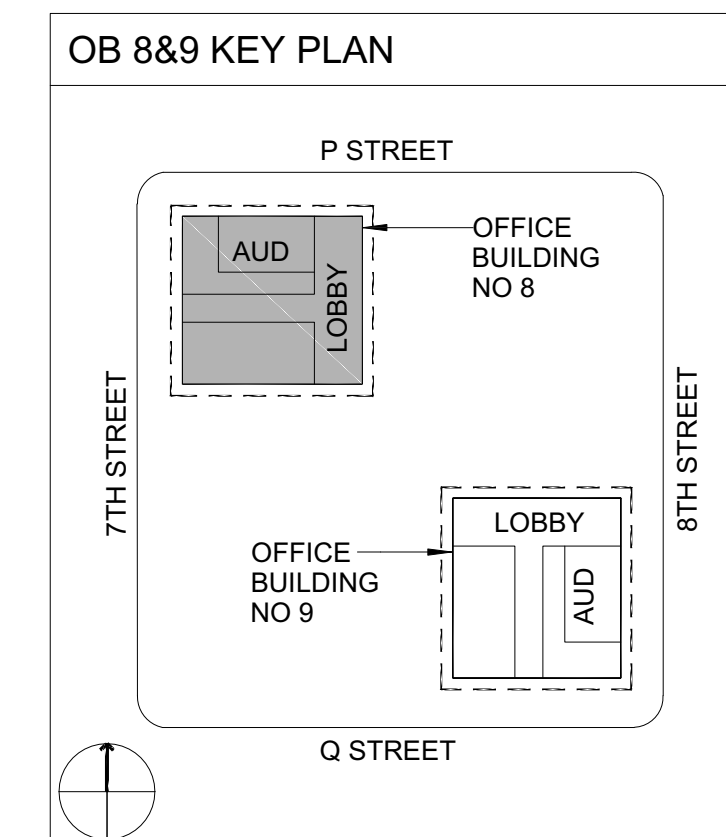 OB 8&9 KEY PLAN
P STREET
AUD
LOBBY
OFFICE
BUILDING
NO 8
7TH STREET
8TH STREET
OFFICE
BUILDING
NO 9
LOBBY
AUD
Q STREET